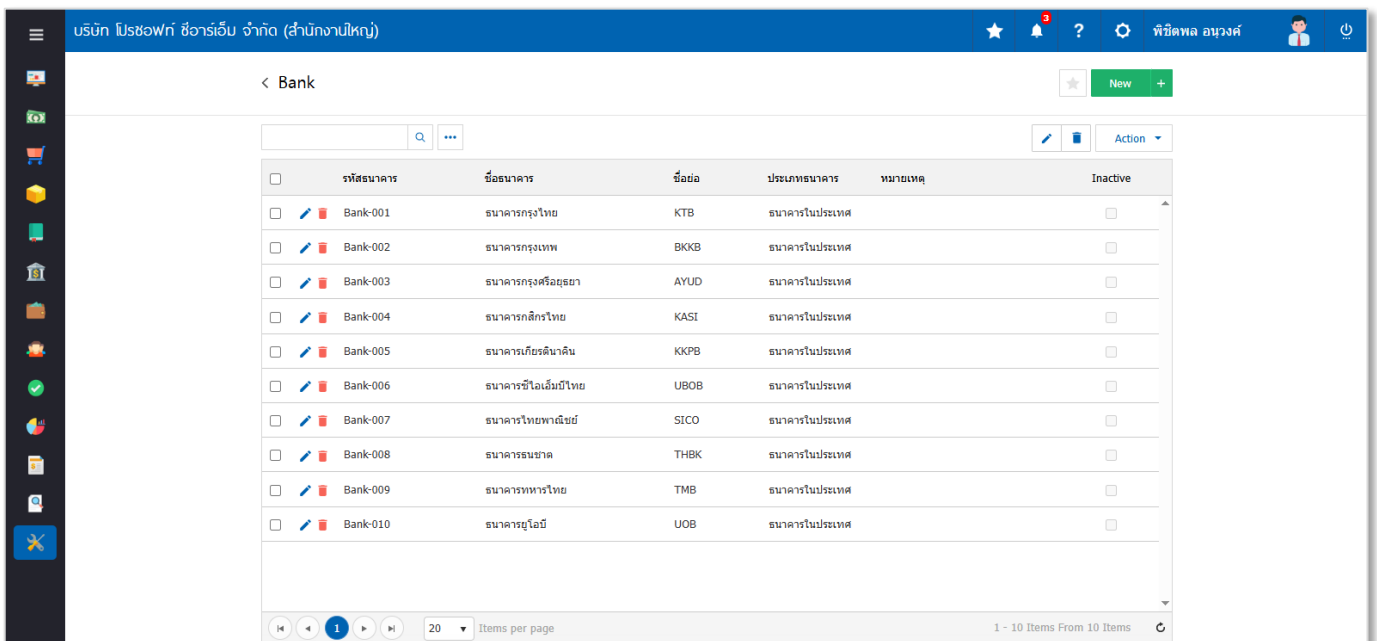 บริษัท โปรซอฟท์ ซีอาร์เอ็ม จำกัด (สำนักงานใหญ่) 3 ? พิชิตพล อนุวงค์
< Bank New +
... Action
รหัสธนาคาร ชื่อธนาคาร ชื่อย่อ ประเภทธนาคาร หมายเหตุ Inactive
Bank-001 ธนาคารกรุงไทย KTB ธนาคารในประเทศ
Bank-002 ธนาคารกรุงเทพ BKKB ธนาคารในประเทศ
Bank-003 ธนาคารกรุงศรีอยุธยา AYUD ธนาคารในประเทศ
Bank-004 ธนาคารกสิกรไทย KASI ธนาคารในประเทศ
Bank-005 ธนาคารเกียรตินาคิน KKPB ธนาคารในประเทศ
Bank-006 ธนาคารซีไอเอ็มบีไทย UBOB ธนาคารในประเทศ
Bank-007 ธนาคารไทยพาณิชย์ SICO ธนาคารในประเทศ
Bank-008 ธนาคารธนชาต THBK ธนาคารในประเทศ
Bank-009 ธนาคารทหารไทย TMB ธนาคารในประเทศ
Bank-010 ธนาคารยูโอบี UOB ธนาคารในประเทศ
1 20 Items per page 1 - 10 Items From 10 Items